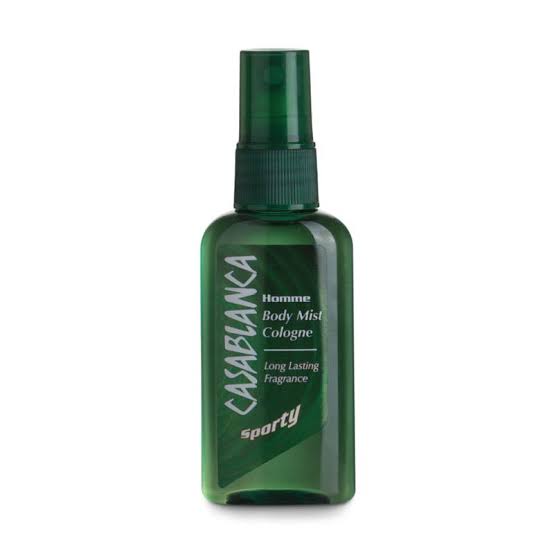 CASABLANCA
Homme
Body Mist
Cologne
Long Lasting
Fragrance
Sporty